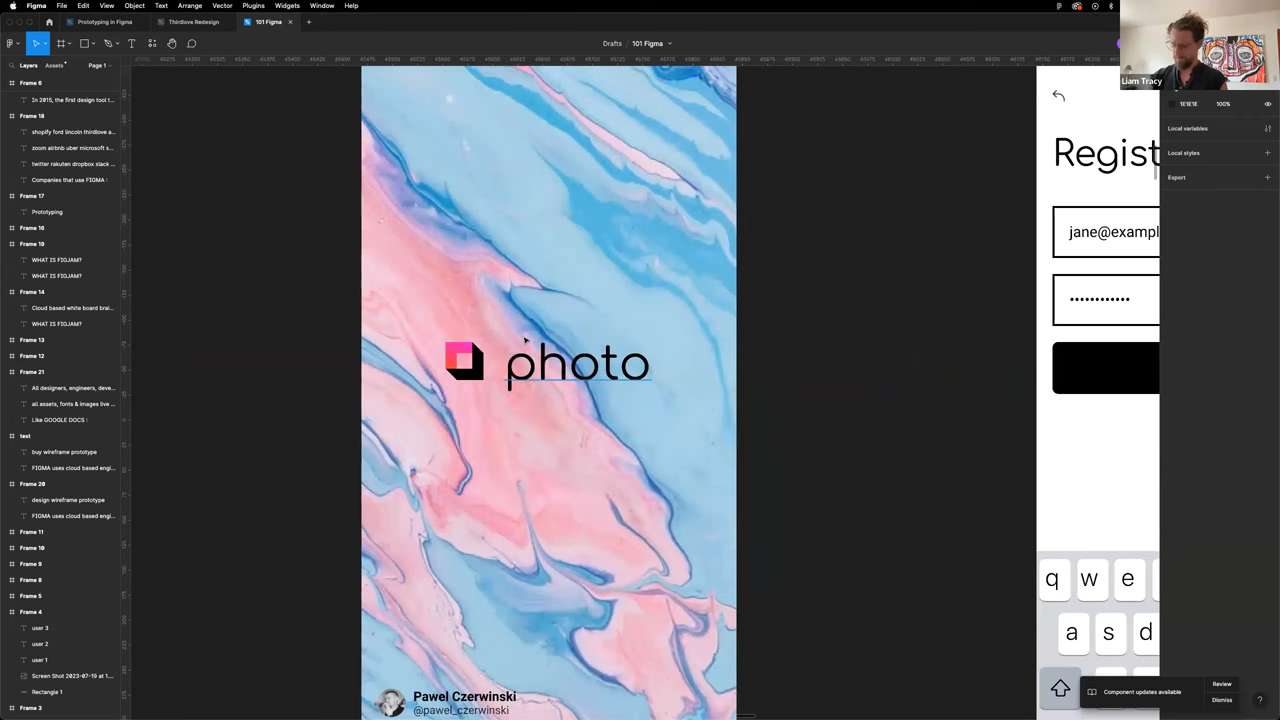 Figma File Edit View Object Text Arrange Vector Plugins Widgets Window Help
Prototyping in Figma
Thirdlove Redesign
101 Figma
Drafts / 101 Figma
Liam Tracy
Layers
Assets
Page 1
Frame 6
In 2015, the first design tool t...
Frame 18
shopify ford lincoln thirdlove a...
zoom airbnb uber microsoft s...
twitter rakuten dropbox slack ...
Companies that use FIGMA :
Frame 17
Prototyping
Frame 16
Frame 19
WHAT IS FIGJAM?
WHAT IS FIGJAM?
Frame 14
Cloud based white board brai...
WHAT IS FIGJAM?
Frame 13
Frame 12
Frame 21
All designers, engineers, deve...
all assets, fonts & images live ...
Like GOOGLE DOCS :
test
buy wireframe prototype
FIGMA uses cloud based engi...
Frame 20
design wireframe prototype
FIGMA uses cloud based engi...
Frame 11
Frame 10
Frame 9
Frame 8
Frame 5
Frame 4
user 3
user 2
user 1
Screen Shot 2023-07-19 at 1....
Rectangle 1
Frame 3
photo
Pawel Czerwinski
@pawel_czerwinski
Regist
jane@exampl
q w e
a s d
1E1E1E 100%
Local variables
Local styles
Export
Component updates available
Review
Dismiss
?